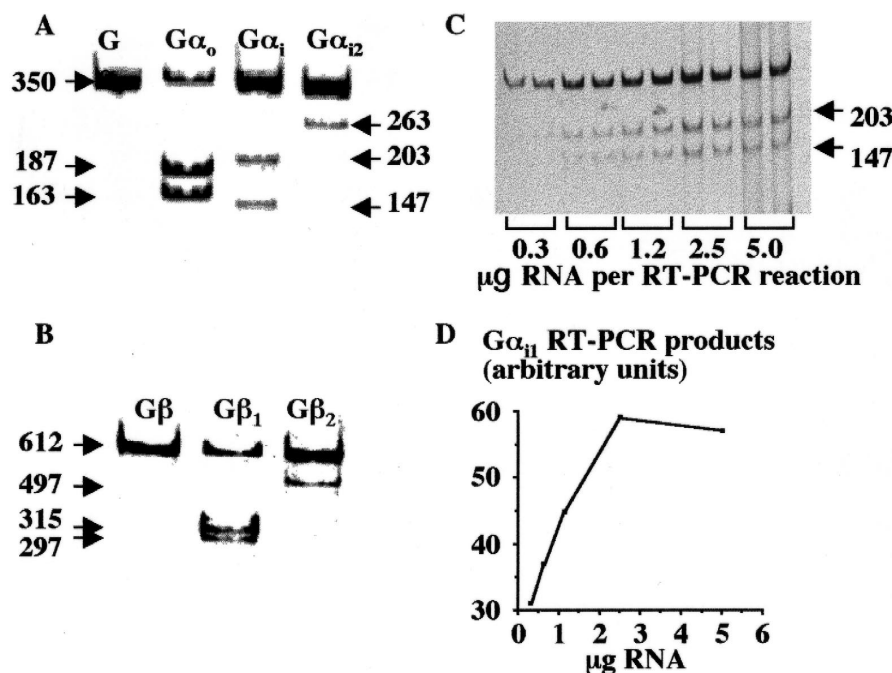 A
G Gαo Gαi Gαi2
350
187
163
263
203
147
B
Gβ Gβ1 Gβ2
612
497
315
297
C
203
147
0.3 0.6 1.2 2.5 5.0
µg RNA per RT-PCR reaction
D
Gαi1 RT-PCR products
(arbitrary units)
60
50
40
30
0 1 2 3 4 5 6
µg RNA